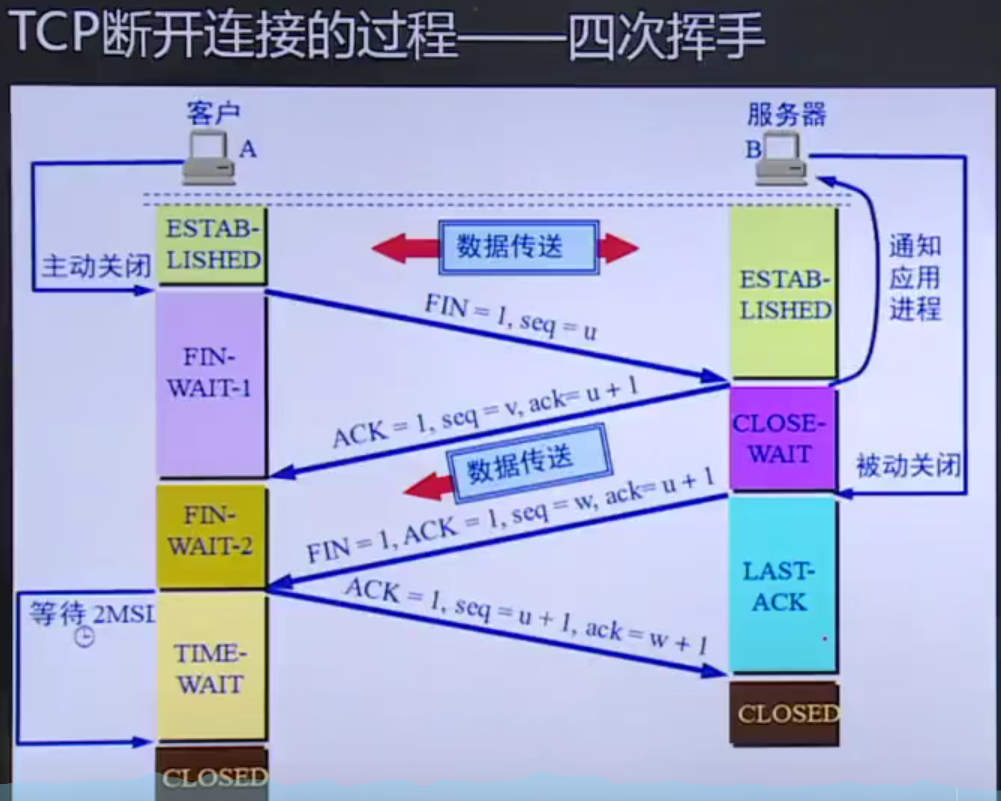 TCP断开连接的过程——四次挥手
客户
A
服务器
B
ESTAB-
LISHED
数据传送
ESTAB-
LISHED
通知
应用
进程
主动关闭
FIN = 1, seq = u
FIN-
WAIT-1
ACK = 1, seq = v, ack= u + 1
CLOSE-
WAIT
数据传送
被动关闭
FIN-
WAIT-2
FIN = 1, ACK = 1, seq = w, ack= u + 1
LAST-
ACK
ACK = 1, seq = u + 1, ack = w + 1
等待 2MSL
TIME-
WAIT
CLOSED
CLOSED